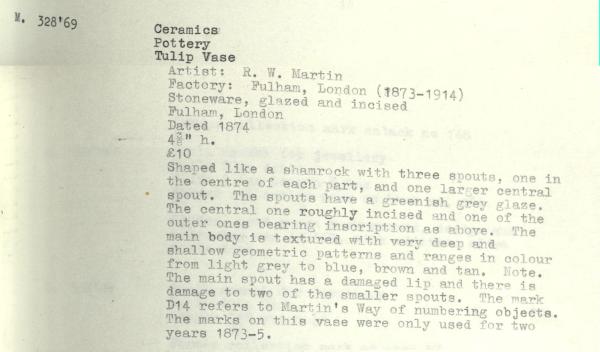 M. 328'69
Ceramics
Pottery
Tulip Vase
Artist: R. W. Martin
Factory: Fulham, London (1873-1914)
Stoneware, glazed and incised
Fulham, London
Dated 1874
4⅜" h.
£10
Shaped like a shamrock with three spouts, one in
the centre of each part, and one larger central
spout. The spouts have a greenish grey glaze.
The central one roughly incised and one of the
outer ones bearing inscription as above. The
main body is textured with very deep and
shallow geometric patterns and ranges in colour
from light grey to blue, brown and tan. Note.
The main spout has a damaged lip and there is
damage to two of the smaller spouts. The mark
D14 refers to Martin's Way of numbering objects.
The marks on this vase were only used for two
years 1873-5.